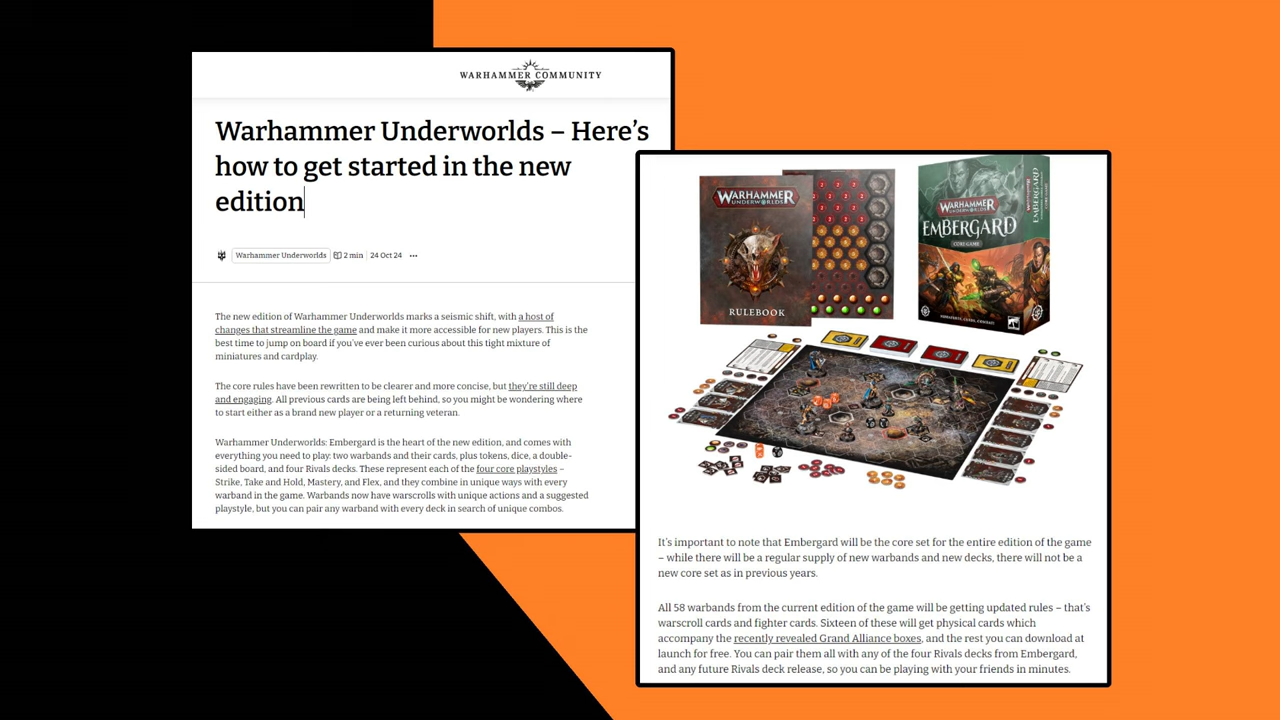 WARHAMMER COMMUNITY
Warhammer Underworlds – Here’s
how to get started in the new
edition
Warhammer Underworlds
2 min
24 Oct 24
The new edition of Warhammer Underworlds marks a seismic shift, with a host of
changes that streamline the game and make it more accessible for new players. This is the
best time to jump on board if you’ve ever been curious about this tight mixture of
miniatures and cardplay.
The core rules have been rewritten to be clearer and more concise, but they’re still deep
and engaging. All previous cards are being left behind, so you might be wondering where
to start either as a brand new player or a returning veteran.
Warhammer Underworlds: Embergard is the heart of the new edition, and comes with
everything you need to play: two warbands and their cards, plus tokens, dice, a double-
sided board, and four Rivals decks. These represent each of the four core playstyles –
Strike, Take and Hold, Mastery, and Flex, and they combine in unique ways with every
warband in the game. Warbands now have warscrolls with unique actions and a suggested
playstyle, but you can pair any warband with every deck in search of unique combos.
WARHAMMER
UNDERWORLDS
RULEBOOK
WARHAMMER
UNDERWORLDS
EMBERGARD
CORE GAME
EMBERGARD
It’s important to note that Embergard will be the core set for the entire edition of the game
– while there will be a regular supply of new warbands and new decks, there will not be a
new core set as in previous years.
All 58 warbands from the current edition of the game will be getting updated rules – that’s
warscroll cards and fighter cards. Sixteen of these will get physical cards which
accompany the recently revealed Grand Alliance boxes, and the rest you can download at
launch for free. You can pair them all with any of the four Rivals decks from Embergard,
and any future Rivals deck release, so you can be playing with your friends in minutes.